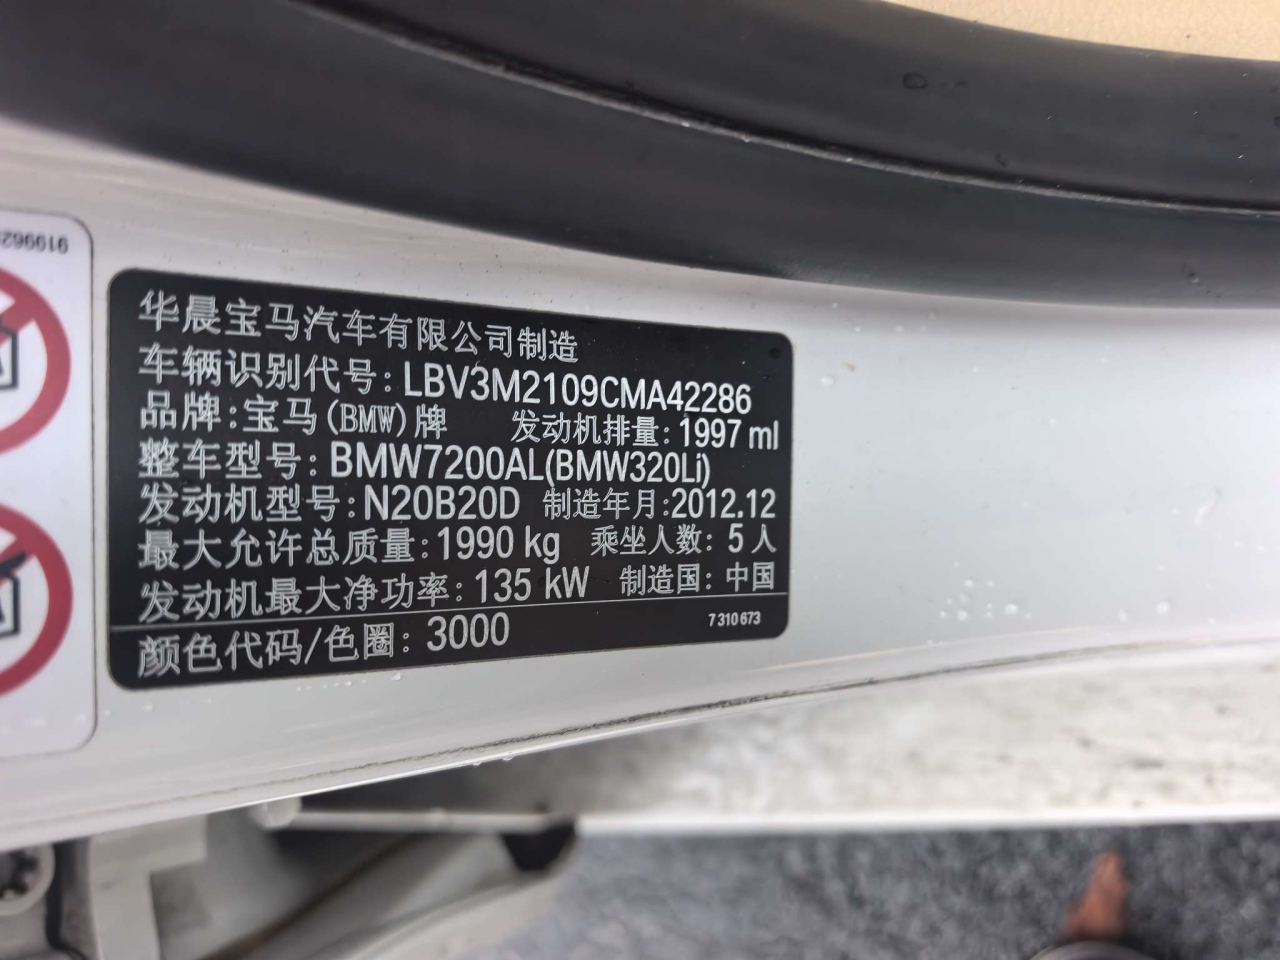 919962
华晨宝马汽车有限公司制造
车辆识别代号: LBV3M2109CMA42286
品牌: 宝马(BMW)牌 发动机排量: 1997 ml
整车型号: BMW7200AL(BMW320Li)
发动机型号: N20B20D 制造年月: 2012.12
最大允许总质量: 1990 kg 乘坐人数: 5 人
发动机最大净功率: 135 kW 制造国: 中国
颜色代码/色圈: 3000 7 310 673